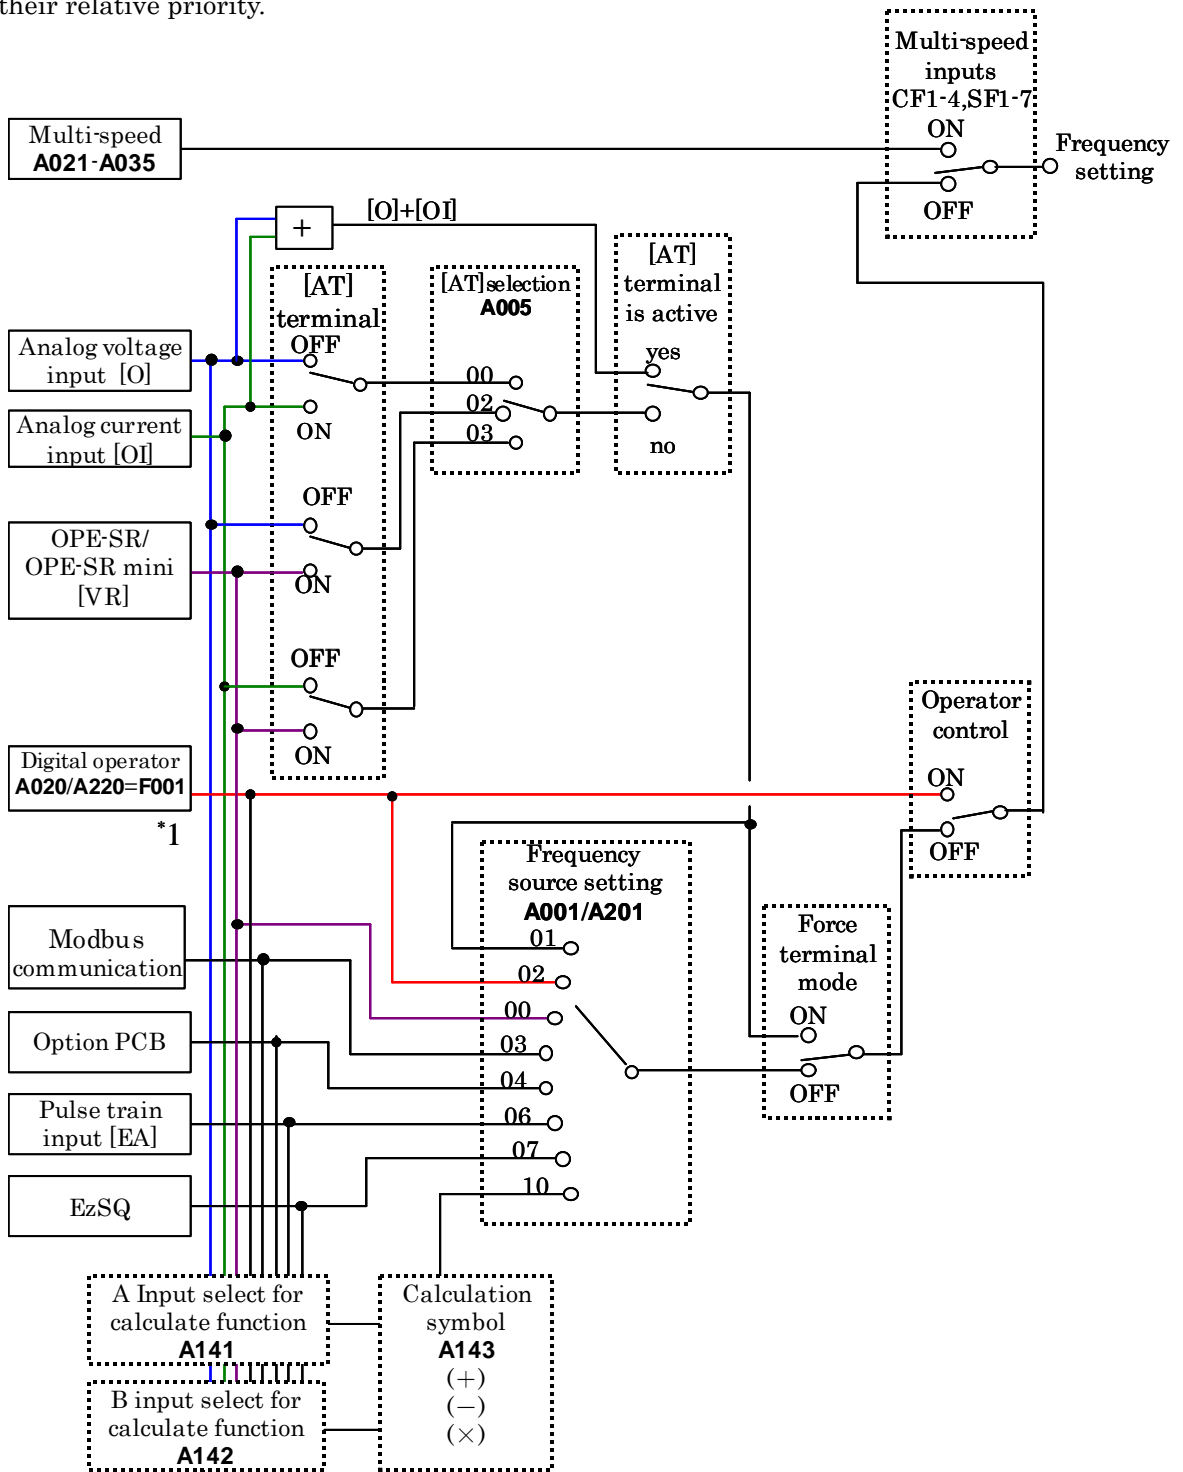 their relative priority.
Multi-speed
inputs
CF1-4,SF1-7
ON
OFF
Frequency
setting
Multi-speed
A021-A035
+
[O]+[OI]
[AT]
terminal
is active
yes
no
[AT]
terminal
OFF
ON
OFF
ON
OFF
ON
[AT]selection
A005
00
02
03
Analog voltage
input [O]
Analog current
input [OI]
OPE-SR/
OPE-SR mini
[VR]
Digital operator
A020/A220=F001
*1
Operator
control
ON
OFF
Frequency
source setting
A001/A201
01
02
00
03
04
06
07
10
Force
terminal
mode
ON
OFF
Modbus
communication
Option PCB
Pulse train
input [EA]
EzSQ
A Input select for
calculate function
A141
B input select for
calculate function
A142
Calculation
symbol
A143
(+)
(−)
(×)